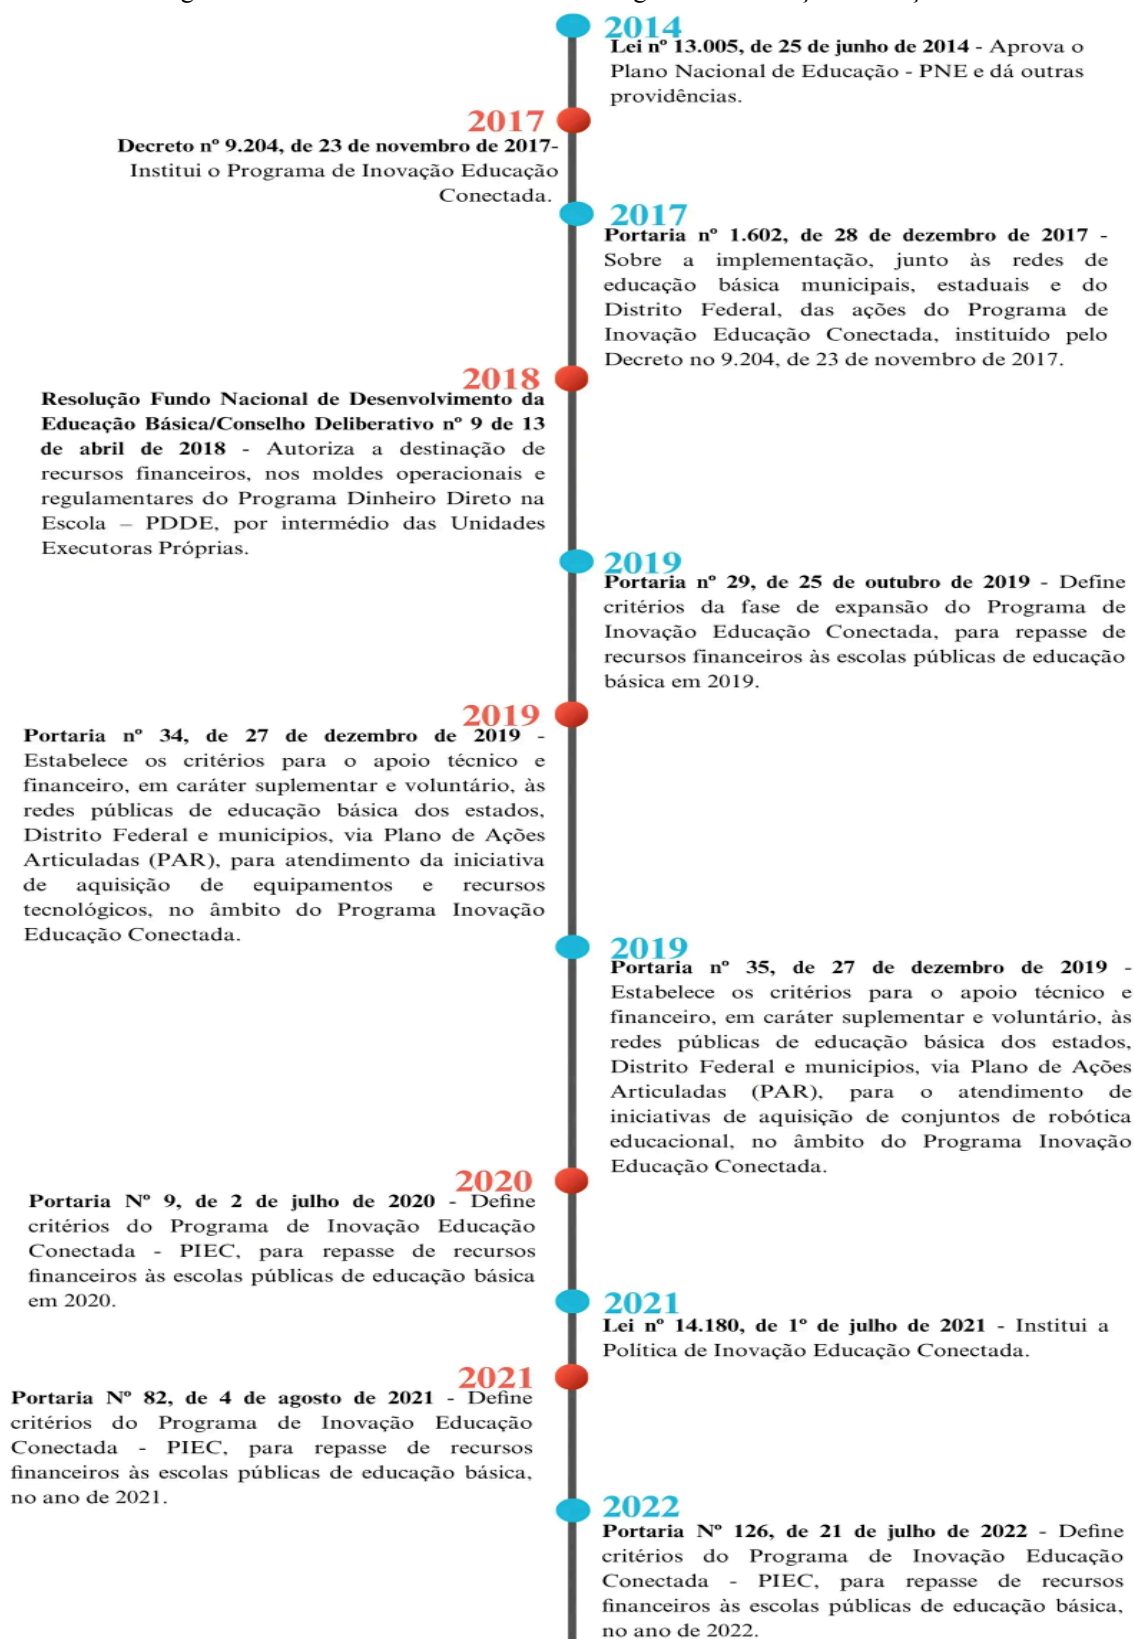 2014
Lei nº 13.005, de 25 de junho de 2014 - Aprova o
Plano Nacional de Educação - PNE e dá outras
providências.
2017
Decreto nº 9.204, de 23 de novembro de 2017-
Institui o Programa de Inovação Educação
Conectada.
2017
Portaria nº 1.602, de 28 de dezembro de 2017 -
Sobre a implementação, junto às redes de
educação básica municipais, estaduais e do
Distrito Federal, das ações do Programa de
Inovação Educação Conectada, instituído pelo
Decreto no 9.204, de 23 de novembro de 2017.
2018
Resolução Fundo Nacional de Desenvolvimento da
Educação Básica/Conselho Deliberativo nº 9 de 13
de abril de 2018 - Autoriza a destinação de
recursos financeiros, nos moldes operacionais e
regulamentares do Programa Dinheiro Direto na
Escola – PDDE, por intermédio das Unidades
Executoras Próprias.
2019
Portaria nº 29, de 25 de outubro de 2019 - Define
critérios da fase de expansão do Programa de
Inovação Educação Conectada, para repasse de
recursos financeiros às escolas públicas de educação
básica em 2019.
2019
Portaria nº 34, de 27 de dezembro de 2019 -
Estabelece os critérios para o apoio técnico e
financeiro, em caráter suplementar e voluntário, às
redes públicas de educação básica dos estados,
Distrito Federal e municípios, via Plano de Ações
Articuladas (PAR), para atendimento da iniciativa
de aquisição de equipamentos e recursos
tecnológicos, no âmbito do Programa Inovação
Educação Conectada.
2019
Portaria nº 35, de 27 de dezembro de 2019 -
Estabelece os critérios para o apoio técnico e
financeiro, em caráter suplementar e voluntário, às
redes públicas de educação básica dos estados,
Distrito Federal e municípios, via Plano de Ações
Articuladas (PAR), para o atendimento de
iniciativas de aquisição de conjuntos de robótica
educacional, no âmbito do Programa Inovação
Educação Conectada.
2020
Portaria Nº 9, de 2 de julho de 2020 - Define
critérios do Programa de Inovação Educação
Conectada - PIEC, para repasse de recursos
financeiros às escolas públicas de educação básica
em 2020.
2021
Lei nº 14.180, de 1º de julho de 2021 - Institui a
Política de Inovação Educação Conectada.
2021
Portaria Nº 82, de 4 de agosto de 2021 - Define
critérios do Programa de Inovação Educação
Conectada - PIEC, para repasse de recursos
financeiros às escolas públicas de educação básica,
no ano de 2021.
2022
Portaria Nº 126, de 21 de julho de 2022 - Define
critérios do Programa de Inovação Educação
Conectada - PIEC, para repasse de recursos
financeiros às escolas públicas de educação básica,
no ano de 2022.